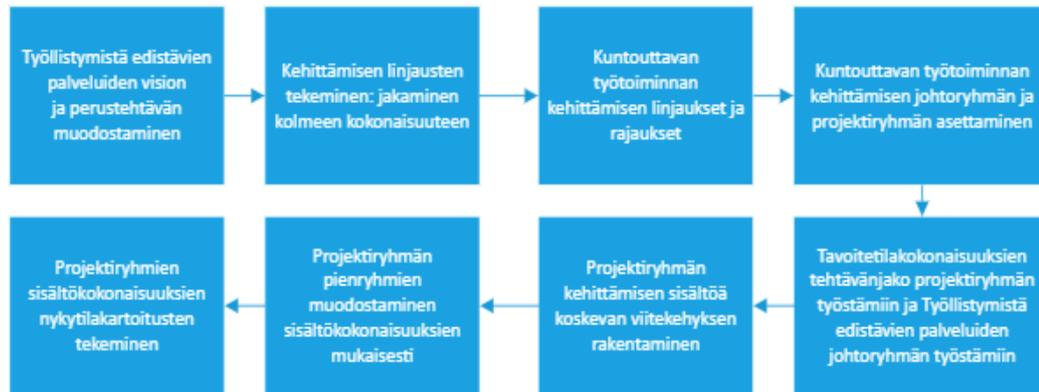 Työllistymistä edistävien
palveluiden vision
ja perustehtävän
muodostaminen
Kehittämisen linjausten
tekeminen: jakaminen
kolmeen kokonaisuuteen
Kuntouttavan
työtoiminnan
kehittämisen linjaukset ja
rajaukset
Kuntouttavan työtoiminnan
kehittämisen johtoryhmän ja
projektiryhmän asettaminen
Tavoitetilakokonaisuuksien
tehtävänjako projektiryhmän
työstämiin ja Työllistymistä
edistävien palveluiden
johtoryhmän työstämiin
Projektiryhmän
kehittämisen sisältöä
koskevan viitekehyksen
rakentaminen
Projektiryhmän
pienryhmien
muodostaminen
sisältökokonaisuuksien
mukaisesti
Projektiryhmien
sisältökokonaisuuksien
nykytilakartoitusten
tekeminen